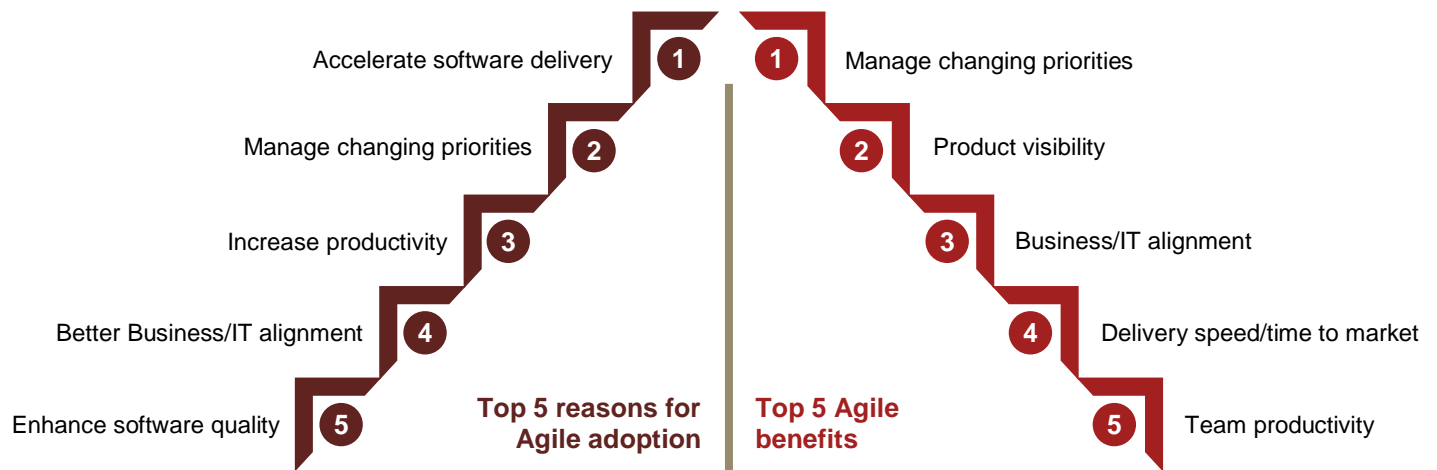 Accelerate software delivery
1
Manage changing priorities
2
Increase productivity
3
Better Business/IT alignment
4
Enhance software quality
5
Top 5 reasons for
Agile adoption
1
Manage changing priorities
2
Product visibility
3
Business/IT alignment
4
Delivery speed/time to market
5
Team productivity
Top 5 Agile
benefits